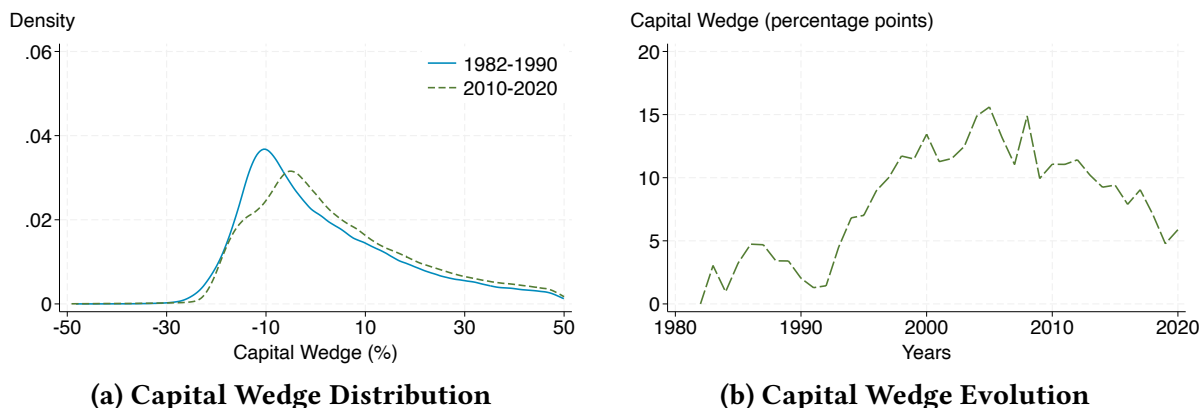 Density
.06
.04
.02
0
-50 -30 -10 10 30 50
Capital Wedge (%)
1982-1990
2010-2020
(a) Capital Wedge Distribution
Capital Wedge (percentage points)
20
15
10
5
0
1980 1990 2000 2010 2020
Years
(b) Capital Wedge Evolution